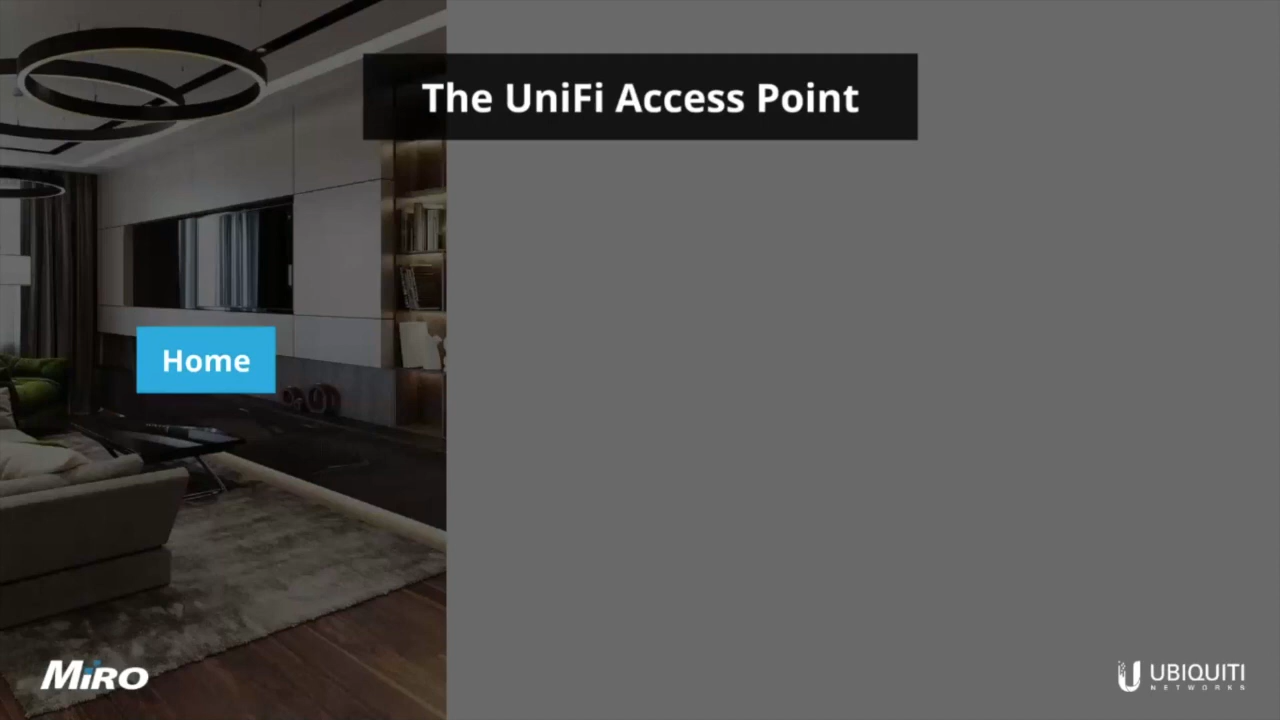 The UniFi Access Point
Home
MiRO
UBIQUITI
NETWORKS